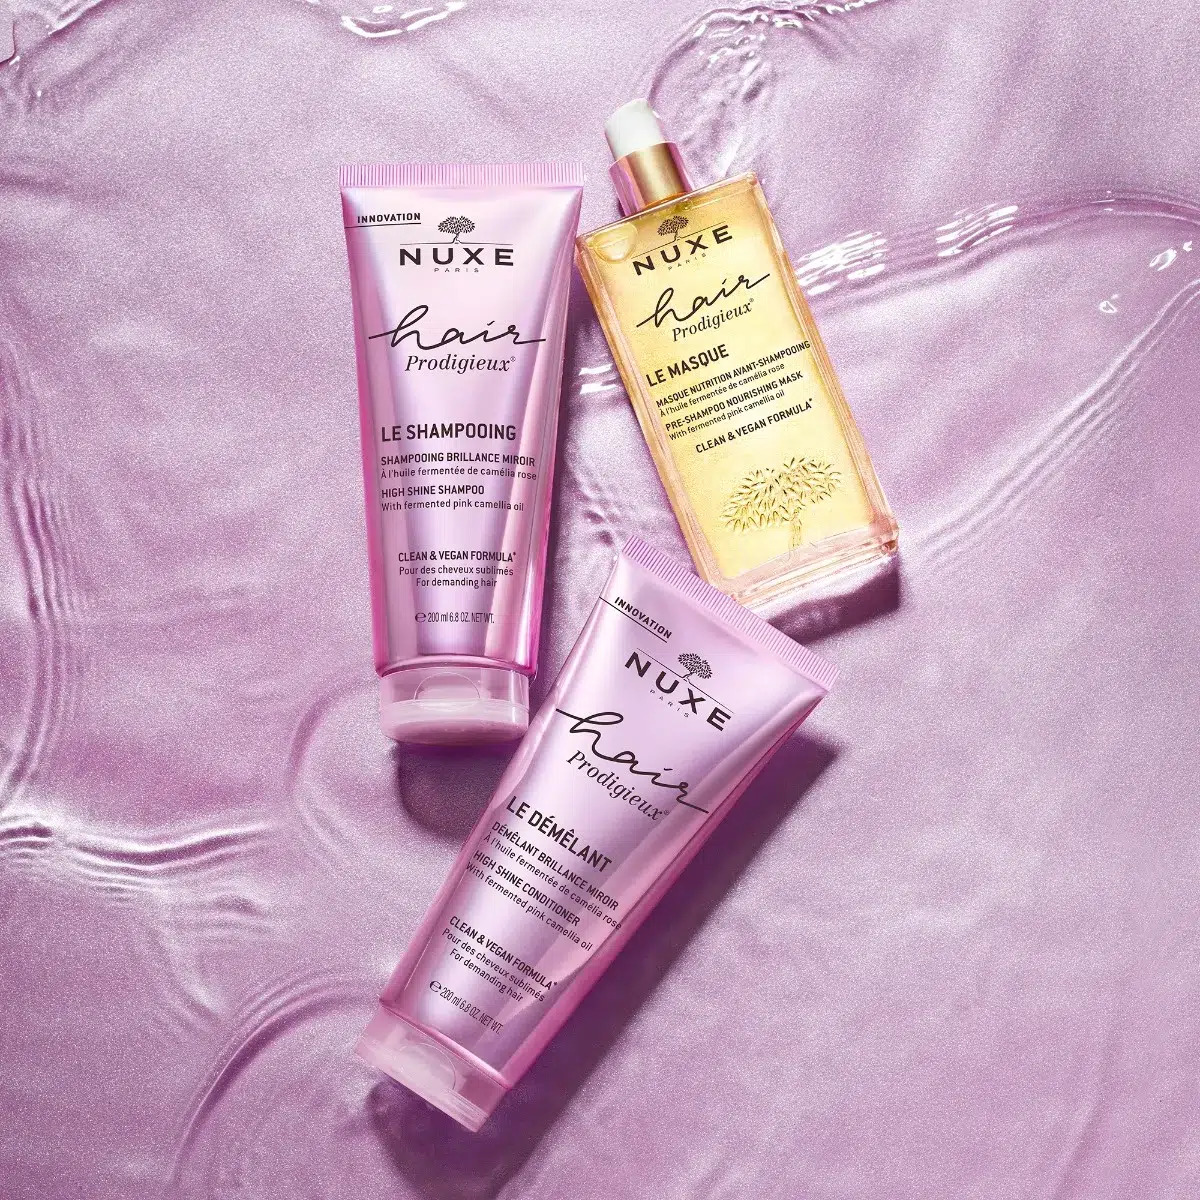 INNOVATION
NUXE
PARIS
hair
Prodigieux®
LE SHAMPOOING
SHAMPOOING BRILLANCE MIROIR
À l'huile fermentée de camélia rose
HIGH SHINE SHAMPOO
With fermented pink camellia oil
CLEAN & VEGAN FORMULA*
Pour des cheveux sublimés
For demanding hair
℮ 200 ml 6.8 OZ. NET WT.
NUXE
PARIS
hair
Prodigieux®
LE MASQUE
MASQUE NUTRITION AVANT-SHAMPOOING
À l'huile fermentée de camélia rose
PRE-SHAMPOO NOURISHING MASK
With fermented pink camellia oil
CLEAN & VEGAN FORMULA*
INNOVATION
NUXE
PARIS
hair
Prodigieux®
LE DÉMÊLANT
DÉMÊLANT BRILLANCE MIROIR
À l'huile fermentée de camélia rose
HIGH SHINE CONDITIONER
With fermented pink camellia oil
CLEAN & VEGAN FORMULA*
Pour des cheveux sublimés
For demanding hair
℮ 200 ml 6.8 OZ. NET WT.